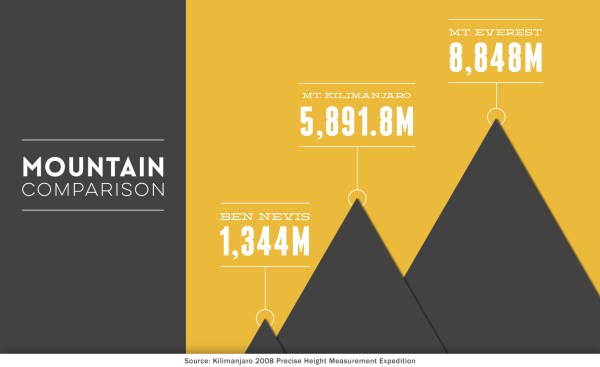 MOUNTAIN
COMPARISON
BEN NEVIS
1,344M
MT. KILIMANJARO
5,891.8M
MT. EVEREST
8,848M
Source: Kilimanjaro 2008 Precise Height Measurement Expedition